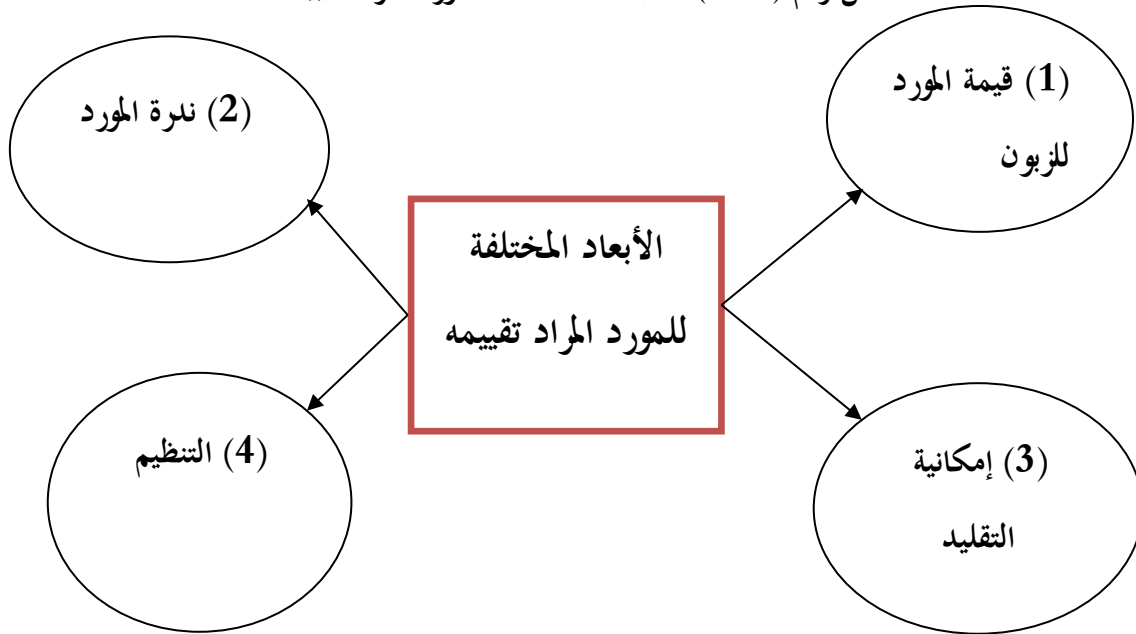 (1) قيمة المورد
للزبون
(2) ندرة المورد
الأبعاد المختلفة
للمورد المراد تقييمه
(3) إمكانية
التقليد
(4) التنظيم